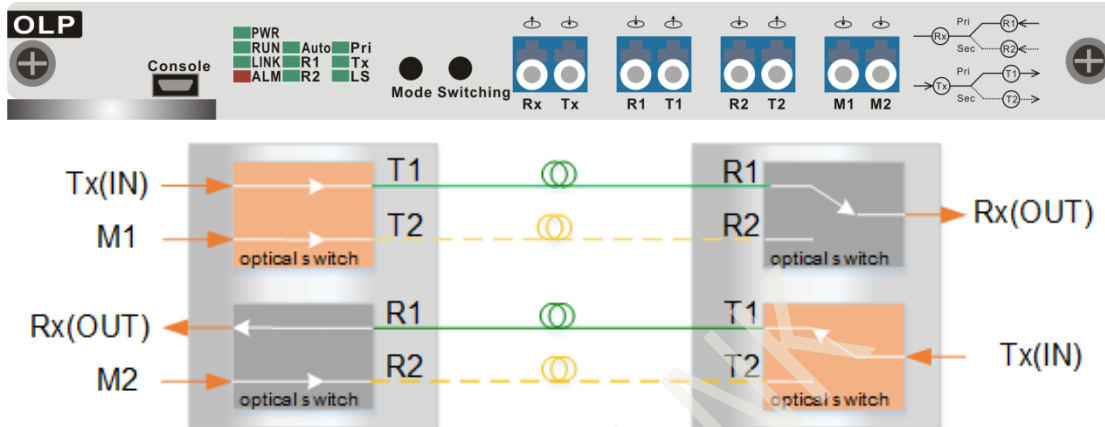 OLP
Console
PWR
RUN Auto Pri
LINK R1 Tx
ALM R2 LS
Mode Switching
Rx Tx R1 T1 R2 T2 M1 M2
Rx Pri R1
Sec R2
Tx Pri T1
Sec T2
Tx(IN) T1 R1
Rx(OUT)
M1 T2 R2
optical switch optical switch
Rx(OUT) R1 T1
Tx(IN)
M2 R2 T2
optical switch optical switch